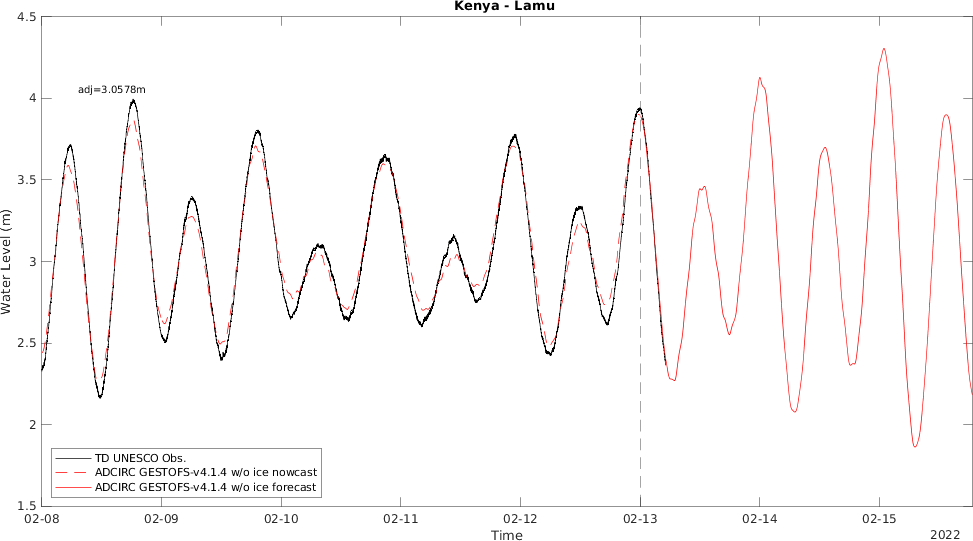 Kenya - Lamu
4.5
4
3.5
3
2.5
2
1.5
Water Level (m)
adj=3.0578m
TD UNESCO Obs.
ADCIRC GESTOFS-v4.1.4 w/o ice nowcast
ADCIRC GESTOFS-v4.1.4 w/o ice forecast
02-08 02-09 02-10 02-11 02-12 02-13 02-14 02-15
Time
2022